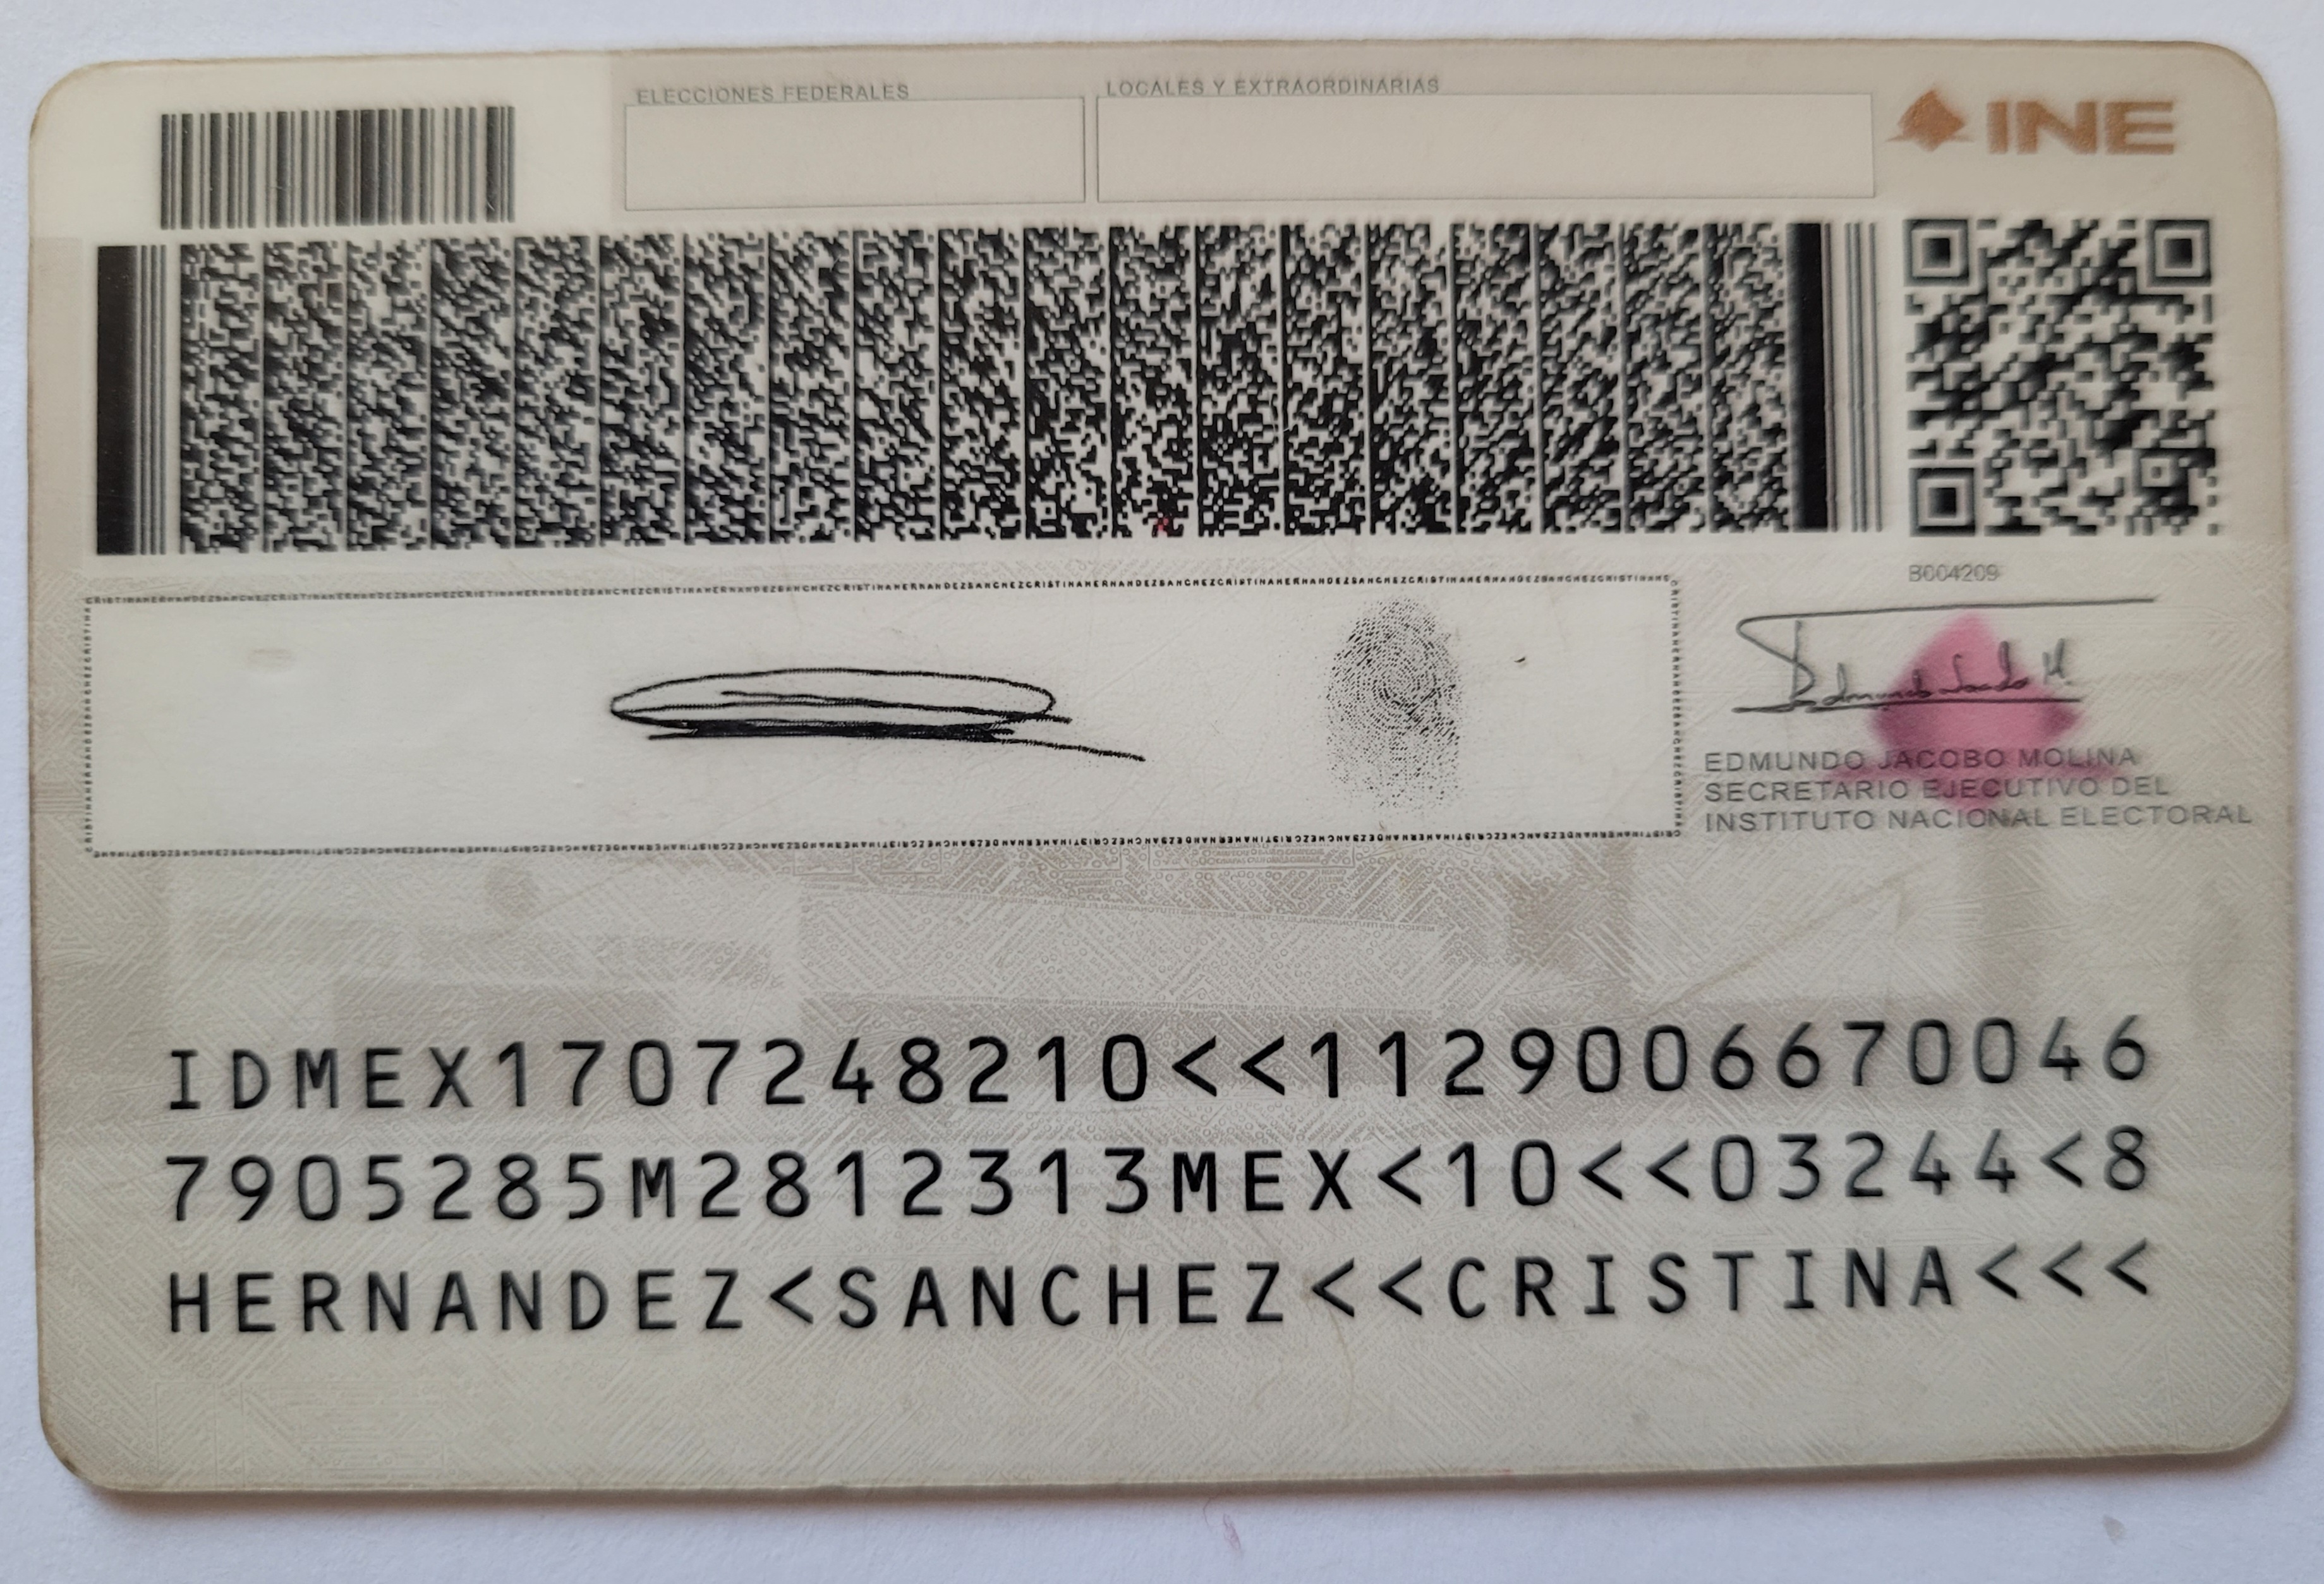 ELECCIONES FEDERALES
LOCALES Y EXTRAORDINARIAS
INE
B004209
EDMUNDO JACOBO MOLINA
SECRETARIO EJECUTIVO DEL
INSTITUTO NACIONAL ELECTORAL
IDMEX1707248210<<1129006670046
7905285M2812313MEX<10<<03244<8
HERNANDEZ<SANCHEZ<<CRISTINA<<<